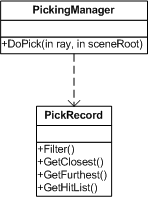 PickingManager
+DoPick(in ray, in sceneRoot)
PickRecord
+Filter()
+GetClosest()
+GetFurthest()
+GetHitList()